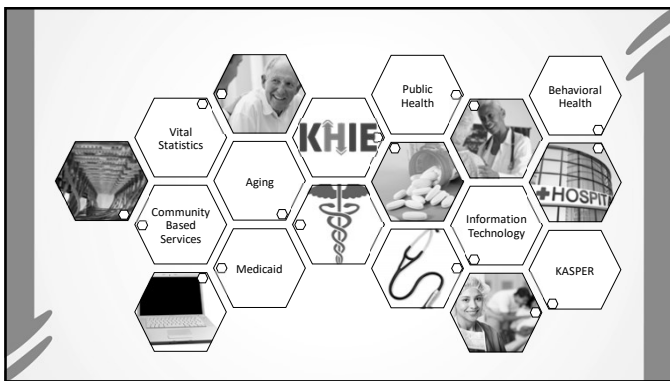 Public
Health
Behavioral
Health
Vital
Statistics
KHIE
Aging
HOSPIT
Community
Based
Services
Information
Technology
Medicaid
KASPER